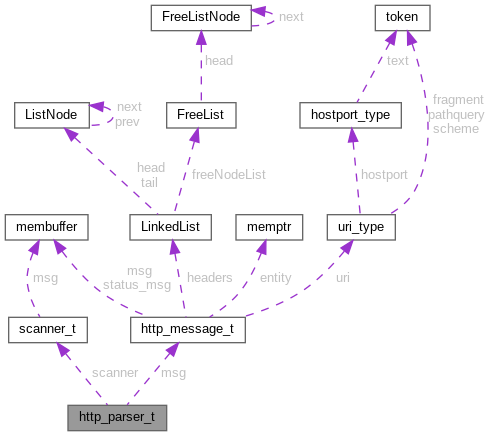 FreeListNode
next
token
head
text
fragment
pathquery
scheme
ListNode
next
prev
FreeList
hostport_type
head
tail
freeNodeList
hostport
membuffer
LinkedList
memptr
uri_type
msg
msg
status_msg
headers
entity
uri
scanner_t
http_message_t
scanner
msg
http_parser_t